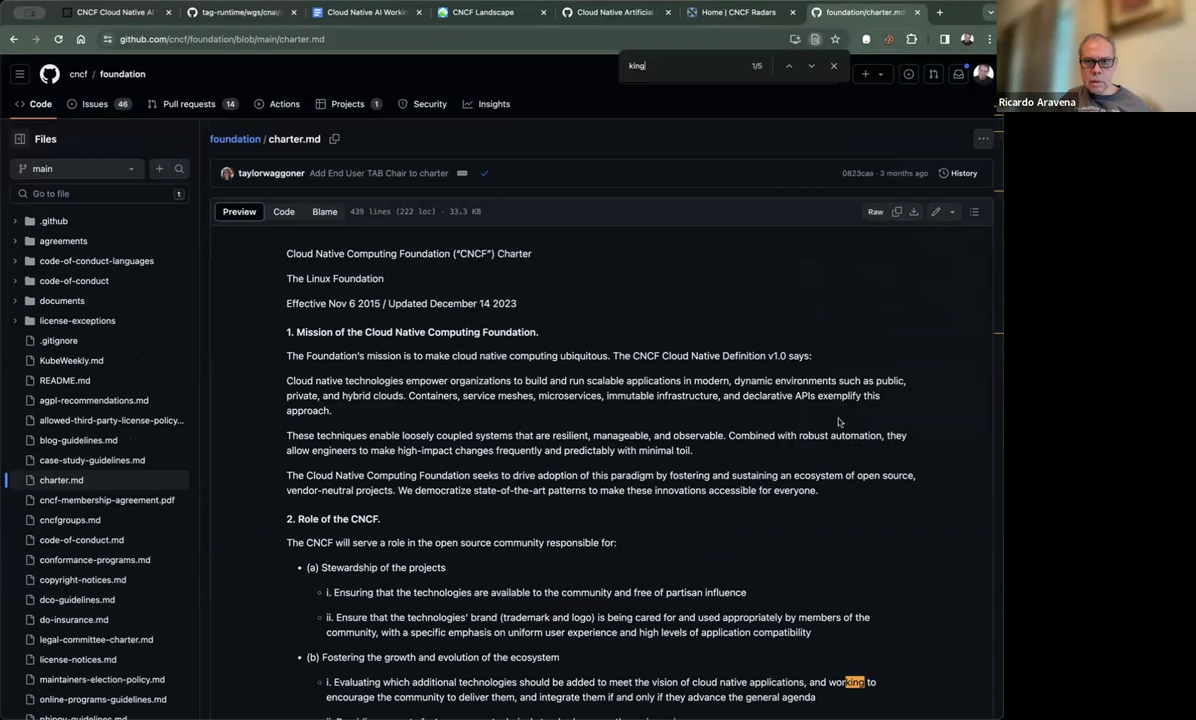 CNCF Cloud Native AI
tag-runtime/wgs/cnai/
Cloud Native AI Worki
CNCF Landscape
Cloud Native Artificial
Home | CNCF Radars
foundation/charter.md
github.com/cncf/foundation/blob/main/charter.md
king
1/5
cncf / foundation
Ricardo Aravena
Code
Issues 46
Pull requests 14
Actions
Projects 1
Security
Insights
Files
main
Go to file
t
.github
agreements
code-of-conduct-languages
code-of-conduct
documents
license-exceptions
.gitignore
KubeWeekly.md
README.md
agpl-recommendations.md
allowed-third-party-license-policy...
blog-guidelines.md
case-study-guidelines.md
charter.md
cncf-membership-agreement.pdf
cncfgroups.md
code-of-conduct.md
conformance-programs.md
copyright-notices.md
dco-guidelines.md
do-insurance.md
legal-committee-charter.md
license-notices.md
maintainers-election-policy.md
online-programs-guidelines.md
phippy-guidelines.md
foundation / charter.md
taylorwaggoner Add End User TAB Chair to charter
0823caa · 3 months ago
History
Preview
Code
Blame
439 lines (222 loc) · 33.3 KB
Raw
Cloud Native Computing Foundation (“CNCF”) Charter
The Linux Foundation
Effective Nov 6 2015 / Updated December 14 2023
1. Mission of the Cloud Native Computing Foundation.
The Foundation's mission is to make cloud native computing ubiquitous. The CNCF Cloud Native Definition v1.0 says:
Cloud native technologies empower organizations to build and run scalable applications in modern, dynamic environments such as public,
private, and hybrid clouds. Containers, service meshes, microservices, immutable infrastructure, and declarative APIs exemplify this
approach.
These techniques enable loosely coupled systems that are resilient, manageable, and observable. Combined with robust automation, they
allow engineers to make high-impact changes frequently and predictably with minimal toil.
The Cloud Native Computing Foundation seeks to drive adoption of this paradigm by fostering and sustaining an ecosystem of open source,
vendor-neutral projects. We democratize state-of-the-art patterns to make these innovations accessible for everyone.
2. Role of the CNCF.
The CNCF will serve a role in the open source community responsible for:
(a) Stewardship of the projects
i. Ensuring that the technologies are available to the community and free of partisan influence
ii. Ensure that the technologies' brand (trademark and logo) is being cared for and used appropriately by members of the
community, with a specific emphasis on uniform user experience and high levels of application compatibility
(b) Fostering the growth and evolution of the ecosystem
i. Evaluating which additional technologies should be added to meet the vision of cloud native applications, and working to
encourage the community to deliver them, and integrate them if and only if they advance the general agenda